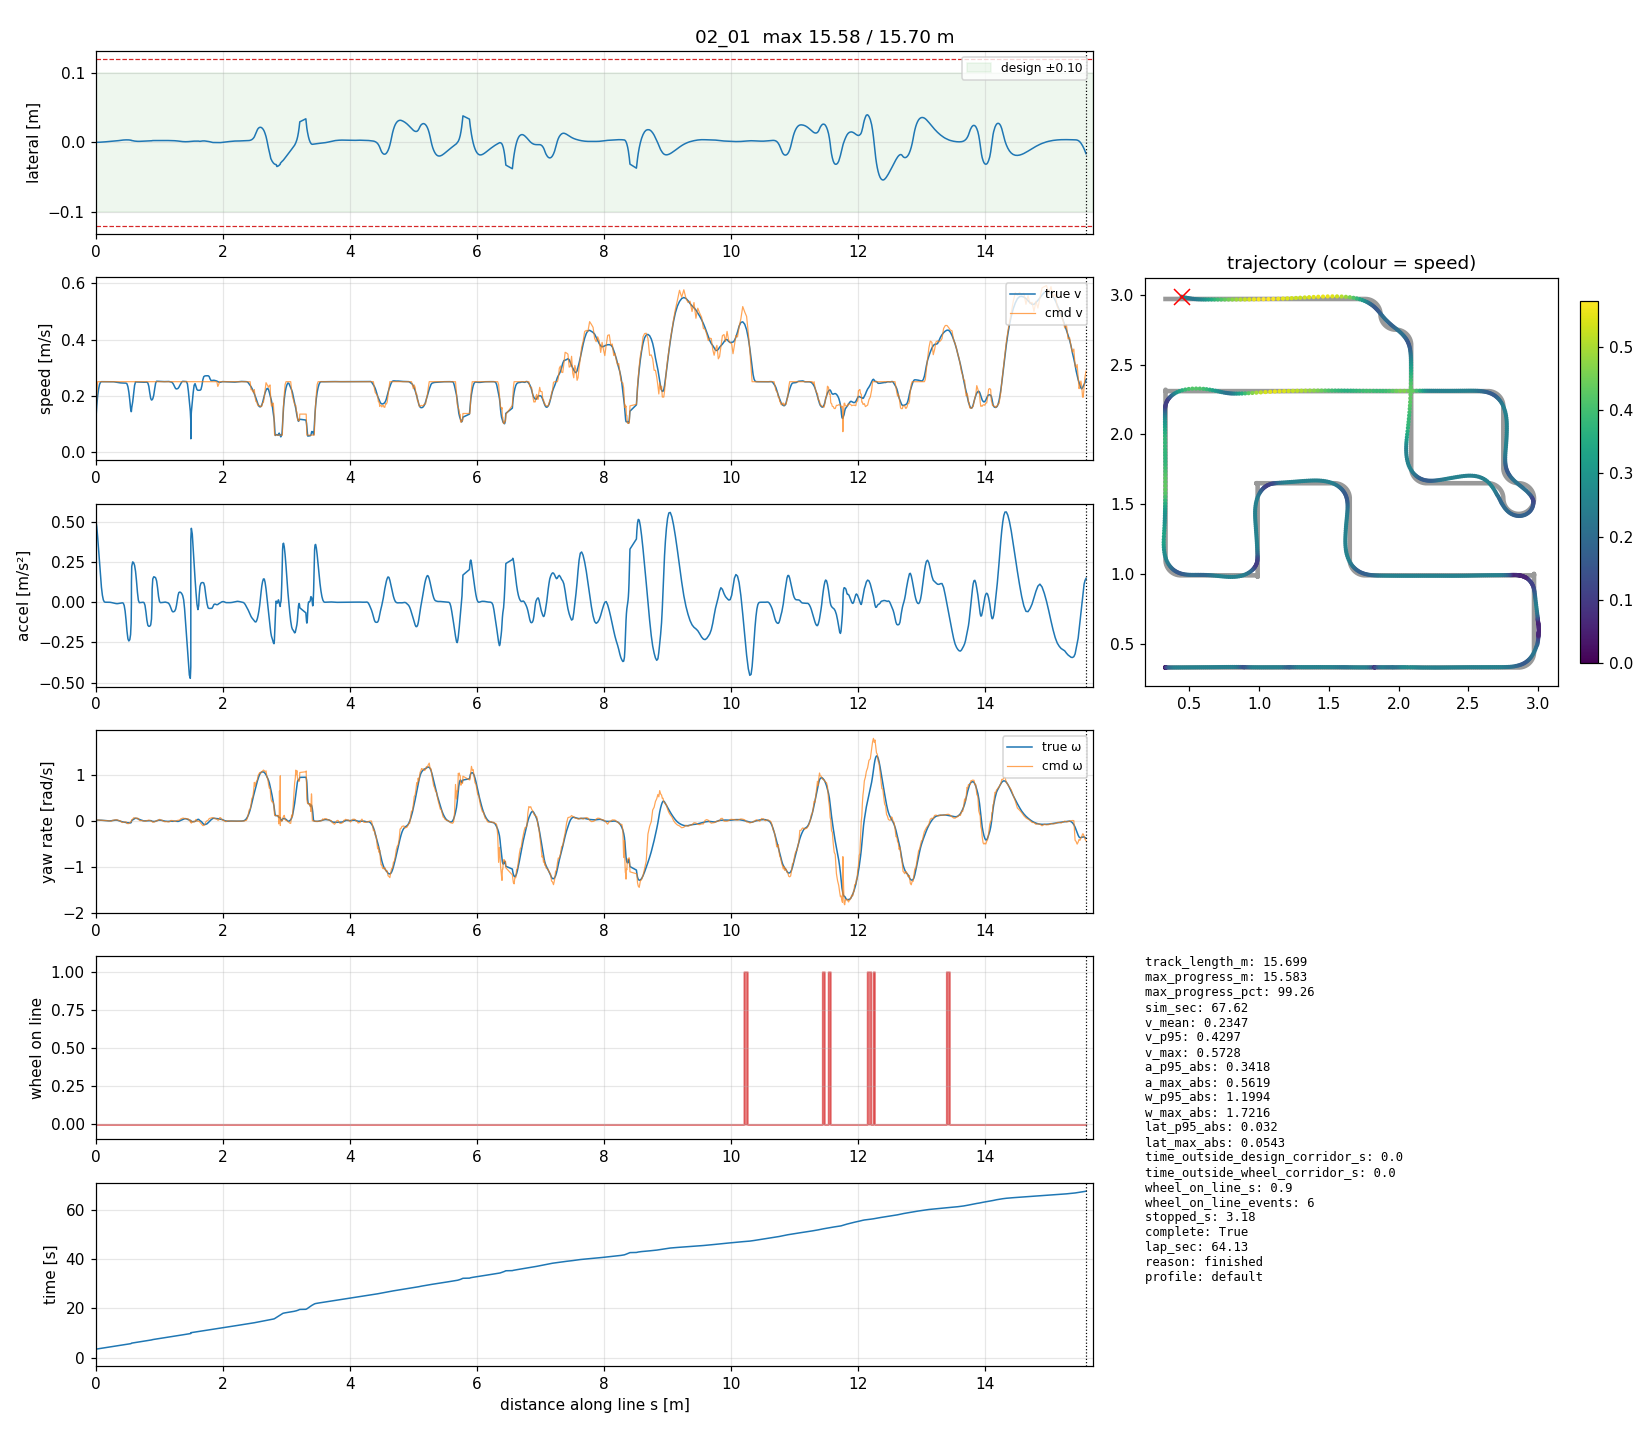 02_01  max 15.58 / 15.70 m
lateral [m]
0.1
0.0
−0.1
design ±0.10
0 2 4 6 8 10 12 14
speed [m/s]
0.6
0.4
0.2
0.0
true v
cmd v
0 2 4 6 8 10 12 14
accel [m/s²]
0.50
0.25
0.00
−0.25
−0.50
0 2 4 6 8 10 12 14
yaw rate [rad/s]
1
0
−1
−2
true ω
cmd ω
0 2 4 6 8 10 12 14
wheel on line
1.00
0.75
0.50
0.25
0.00
0 2 4 6 8 10 12 14
time [s]
60
40
20
0
0 2 4 6 8 10 12 14
distance along line s [m]
trajectory (colour = speed)
3.0
2.5
2.0
1.5
1.0
0.5
0.5 1.0 1.5 2.0 2.5 3.0
0.5
0.4
0.3
0.2
0.1
0.0
track_length_m: 15.699
max_progress_m: 15.583
max_progress_pct: 99.26
sim_sec: 67.62
v_mean: 0.2347
v_p95: 0.4297
v_max: 0.5728
a_p95_abs: 0.3418
a_max_abs: 0.5619
w_p95_abs: 1.1994
w_max_abs: 1.7216
lat_p95_abs: 0.032
lat_max_abs: 0.0543
time_outside_design_corridor_s: 0.0
time_outside_wheel_corridor_s: 0.0
wheel_on_line_s: 0.9
wheel_on_line_events: 6
stopped_s: 3.18
complete: True
lap_sec: 64.13
reason: finished
profile: default